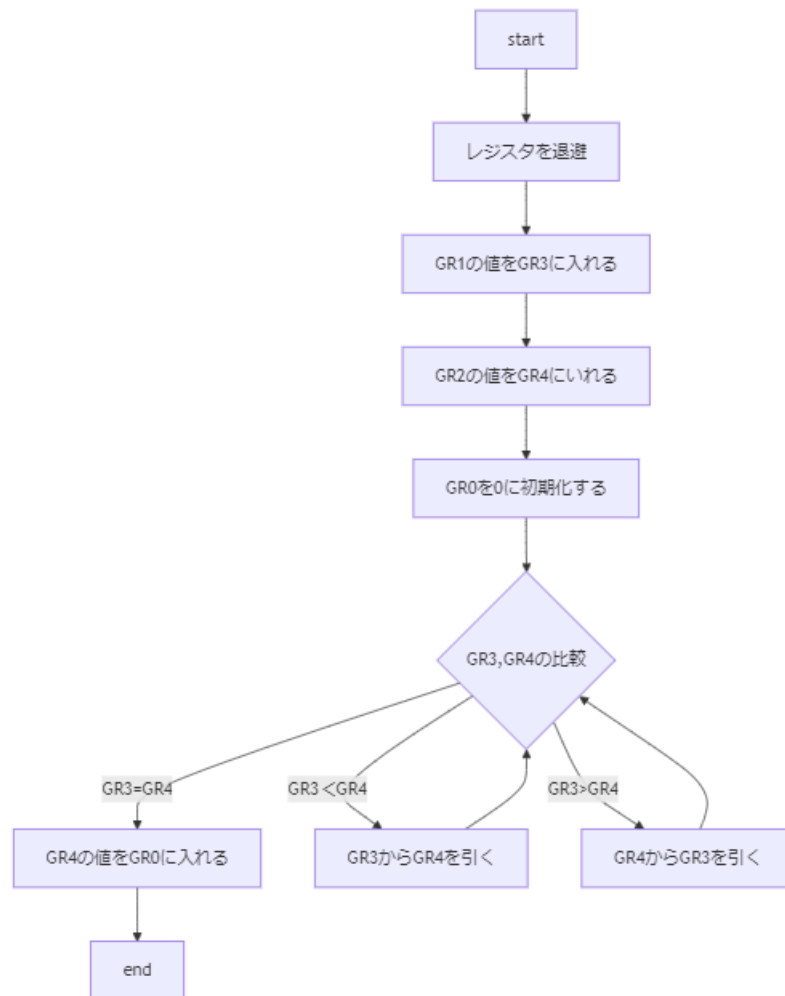 start
レジスタを退避
GR1の値をGR3に入れる
GR2の値をGR4にいれる
GR0を0に初期化する
GR3,GR4の比較
GR3=GR4
GR3＜GR4
GR3>GR4
GR4の値をGR0に入れる
GR3からGR4を引く
GR4からGR3を引く
end